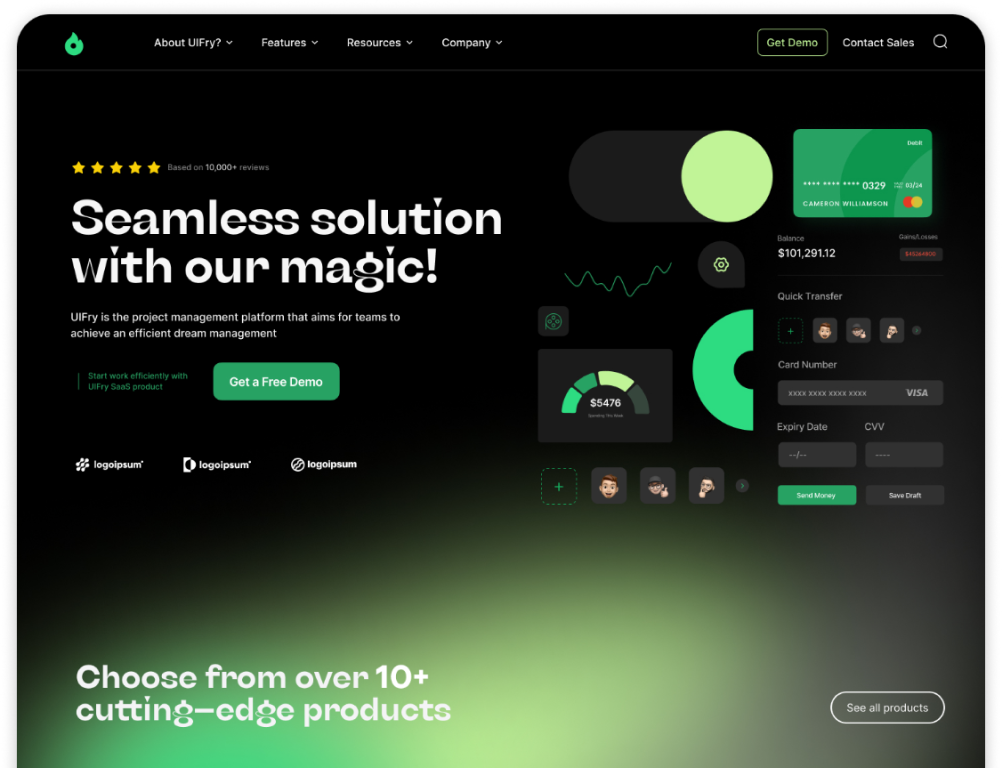 About UIFry?
Features
Resources
Company
Get Demo
Contact Sales
Based on 10,000+ reviews
Seamless solution
with our magic!
UIFry is the project management platform that aims for teams to
achieve an efficient dream management
Start work efficiently with
UIFry SaaS product
Get a Free Demo
logoipsum
logoipsum
logoipsum
$5476
Spending This Week
Debit
**** **** **** 0329
03/24
CAMERON WILLIAMSON
Balance
Gains/Losses
$101,291.12
Quick Transfer
+
Card Number
xxxx xxxx xxxx xxxx
VISA
Expiry Date
CVV
--/--
----
Send Money
Save Draft
+
Choose from over 10+
cutting-edge products
See all products